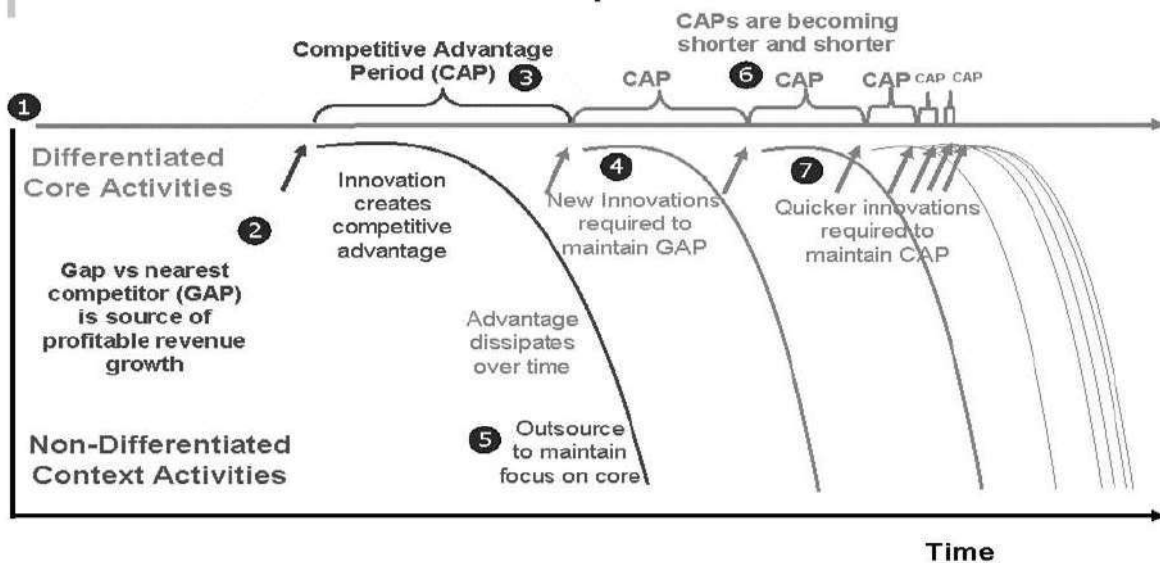 CAPs are becoming
shorter and shorter
Competitive Advantage
Period (CAP)
3
CAP
6
CAP
CAP
CAP
CAP
1
Differentiated
Core Activities
2
Innovation
creates
competitive
advantage
4
New Innovations
required to
maintain GAP
7
Quicker innovations
required to
maintain CAP
Gap vs nearest
competitor (GAP)
is source of
profitable revenue
growth
Advantage
dissipates
over time
Non-Differentiated
Context Activities
5
Outsource
to maintain
focus on core
Time